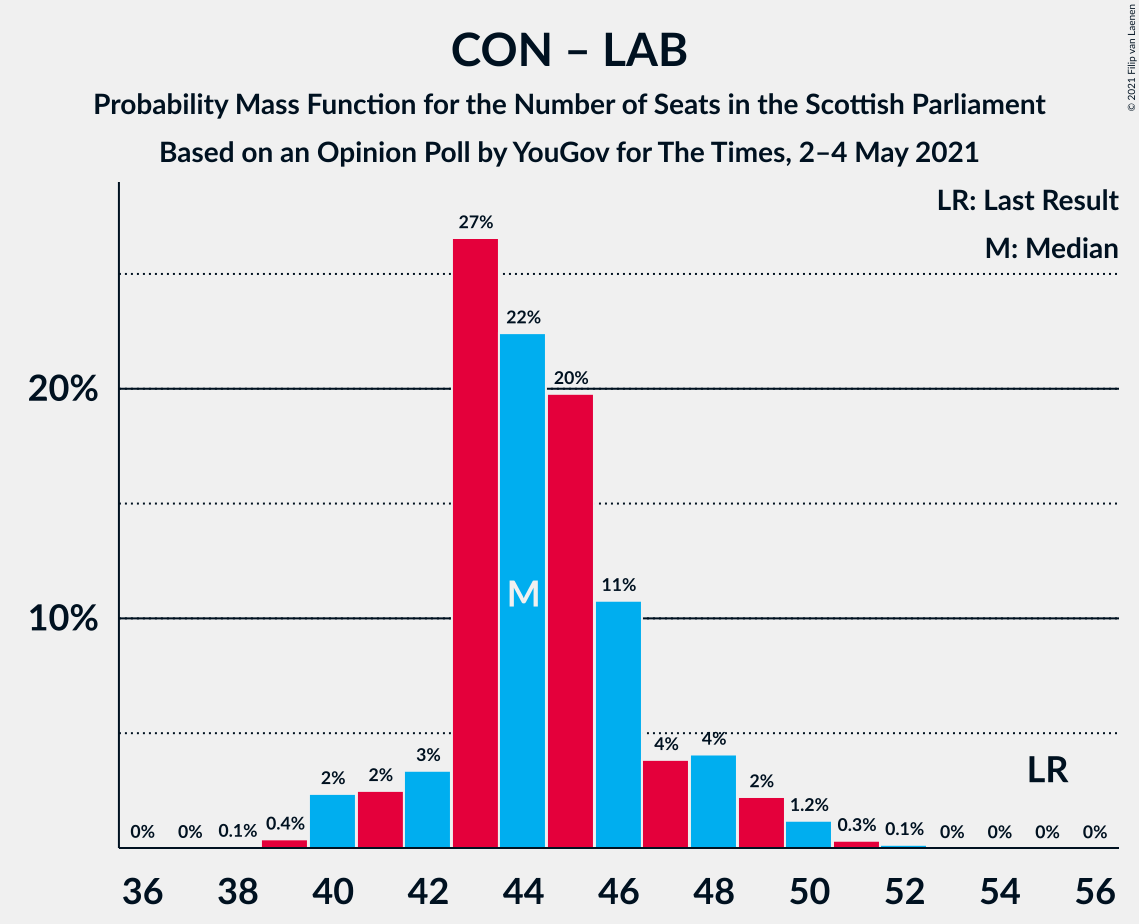 CON – LAB
Probability Mass Function for the Number of Seats in the Scottish Parliament
Based on an Opinion Poll by YouGov for The Times, 2–4 May 2021
© 2021 Filip van Laenen
LR: Last Result
M: Median
20%
10%
0%
0%
0.1%
0.4%
2%
2%
3%
27%
22%
20%
11%
4%
4%
2%
1.2%
0.3%
0.1%
0%
0%
0%
0%
M
LR
36 38 40 42 44 46 48 50 52 54 56